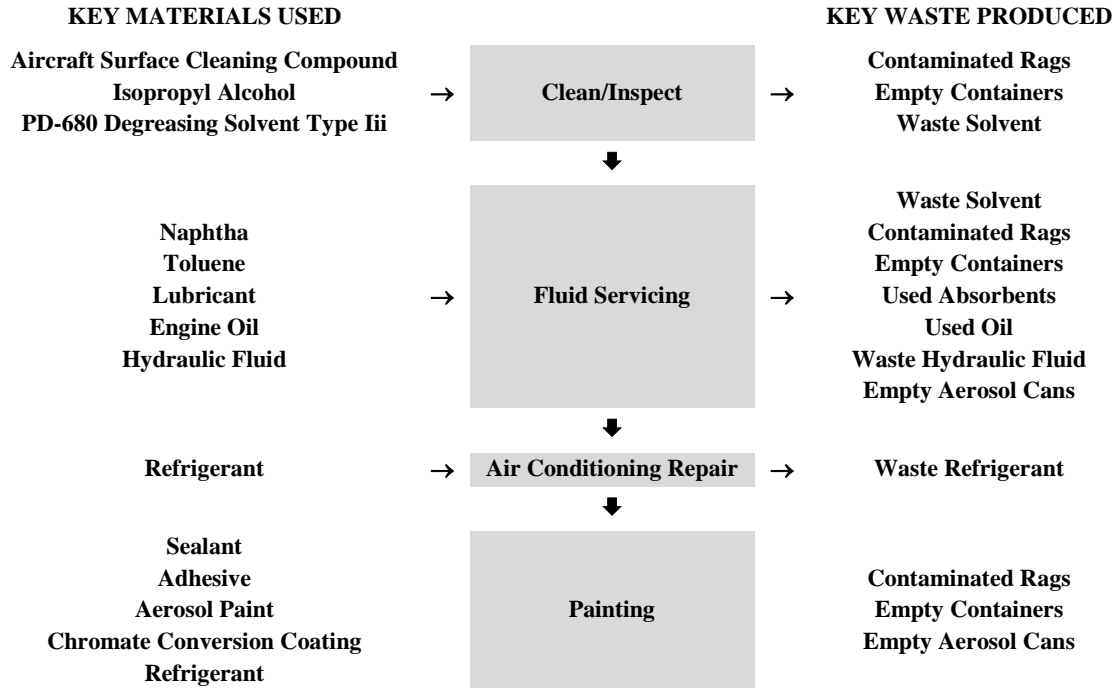 KEY MATERIALS USED
KEY WASTE PRODUCED
Aircraft Surface Cleaning Compound
Isopropyl Alcohol
PD-680 Degreasing Solvent Type Iii
→
Clean/Inspect
→
Contaminated Rags
Empty Containers
Waste Solvent
Naphtha
Toluene
Lubricant
Engine Oil
Hydraulic Fluid
→
Fluid Servicing
→
Waste Solvent
Contaminated Rags
Empty Containers
Used Absorbents
Used Oil
Waste Hydraulic Fluid
Empty Aerosol Cans
Refrigerant
→
Air Conditioning Repair
→
Waste Refrigerant
Sealant
Adhesive
Aerosol Paint
Chromate Conversion Coating
Refrigerant
Painting
Contaminated Rags
Empty Containers
Empty Aerosol Cans